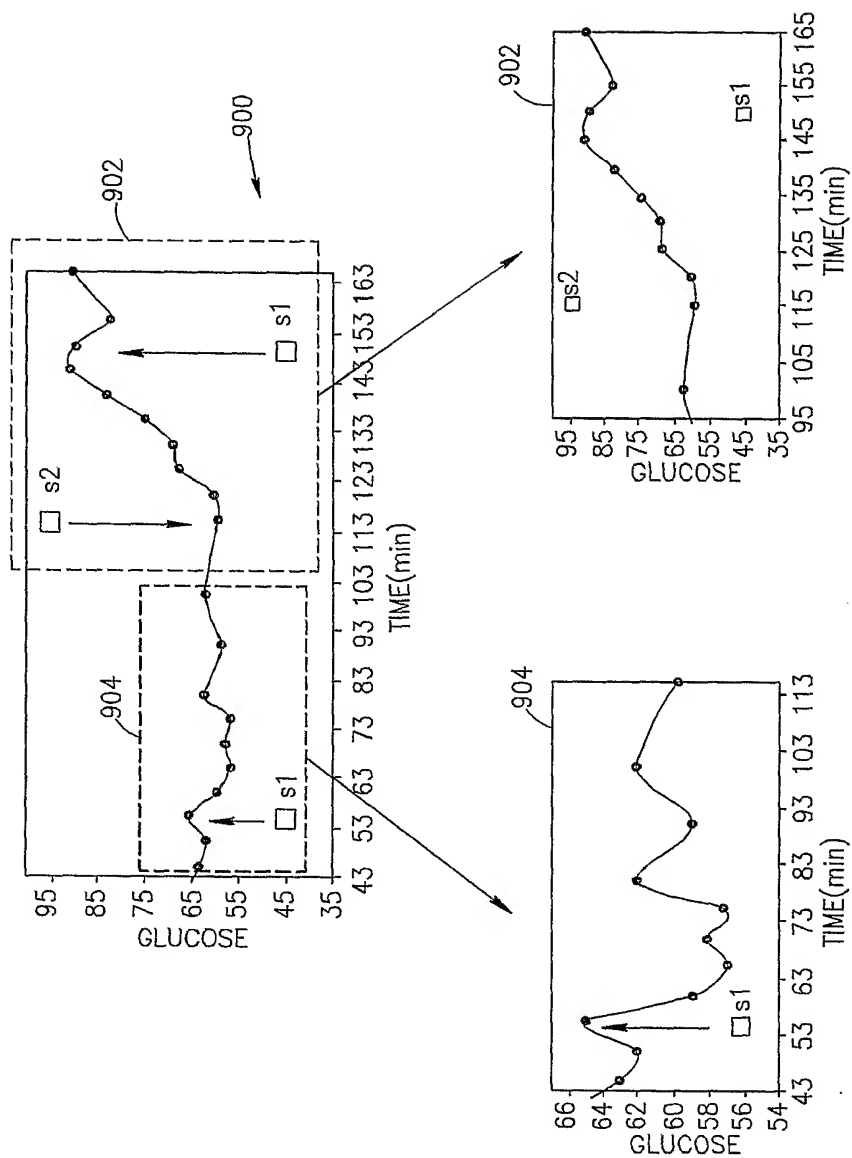 900
902
904
s2
s1
s1
95
85
75
65
55
45
35
GLUCOSE
43 53 63 73 83 93 103 113 123 133 143 153 163
TIME(min)
904
66
64
62
60
58
56
54
GLUCOSE
s1
43 53 63 73 83 93 103 113
TIME(min)
902
95
85
75
65
55
45
35
GLUCOSE
s2
s1
95 105 115 125 135 145 155 165
TIME(min)